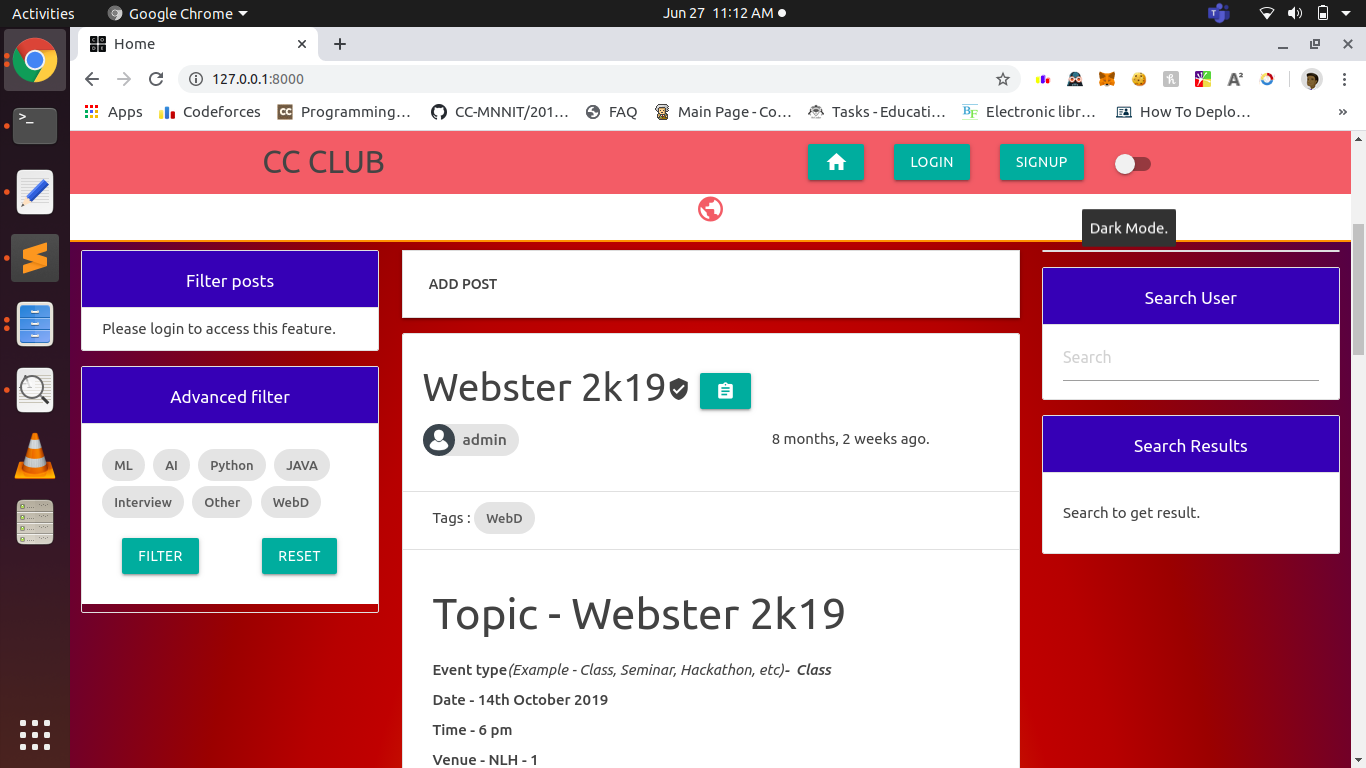 Activities
Google Chrome
Jun 27 11:12 AM
Home
127.0.0.1:8000
Apps
Codeforces
Programming...
CC-MNNIT/201...
FAQ
Main Page - Co...
Tasks - Educati...
Electronic libr...
How To Deplo...
»
CC CLUB
LOGIN
SIGNUP
Dark Mode.
Filter posts
Please login to access this feature.
Advanced filter
ML AI Python JAVA
Interview Other WebD
FILTER RESET
ADD POST
Webster 2k19
admin
8 months, 2 weeks ago.
Tags : WebD
Topic - Webster 2k19
Event type(Example - Class, Seminar, Hackathon, etc)- Class
Date - 14th October 2019
Time - 6 pm
Venue - NLH - 1
Search User
Search
Search Results
Search to get result.